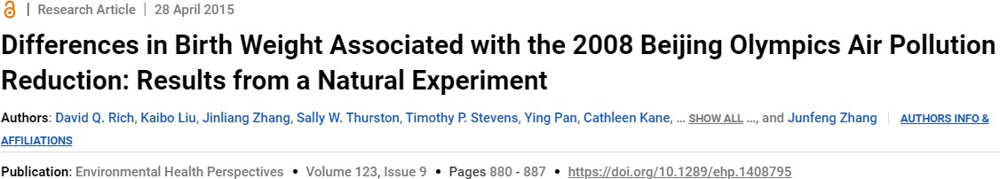 | Research Article | 28 April 2015
Differences in Birth Weight Associated with the 2008 Beijing Olympics Air Pollution
Reduction: Results from a Natural Experiment
Authors: David Q. Rich, Kaibo Liu, Jinliang Zhang, Sally W. Thurston, Timothy P. Stevens, Ying Pan, Cathleen Kane, ... SHOW ALL ..., and Junfeng Zhang | AUTHORS INFO &
AFFILIATIONS
Publication: Environmental Health Perspectives • Volume 123, Issue 9 • Pages 880 - 887 • https://doi.org/10.1289/ehp.1408795